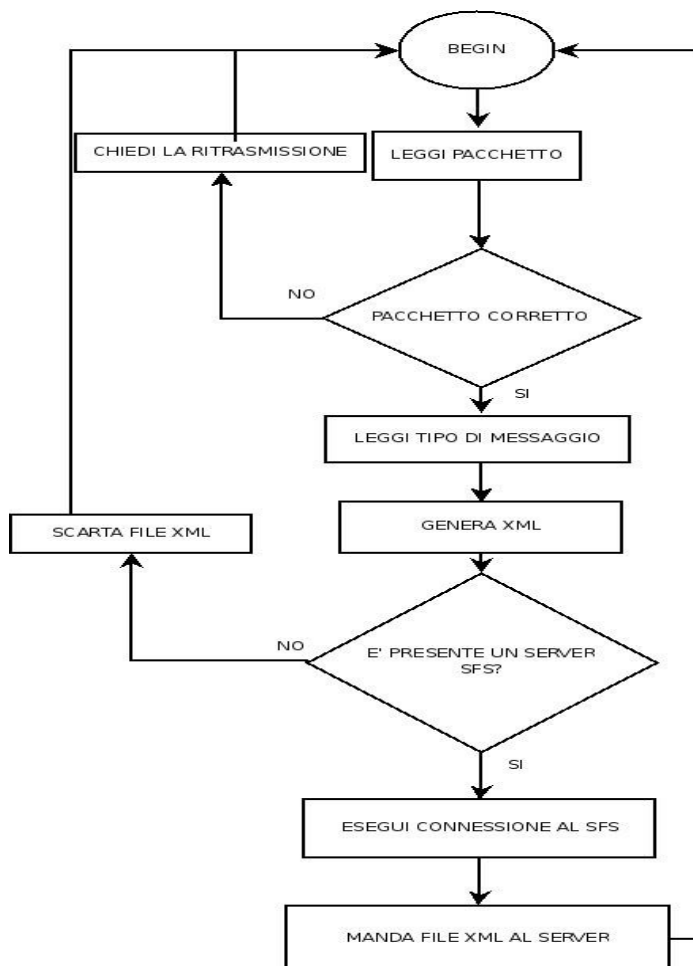 BEGIN
CHIEDI LA RITRASMISSIONE
LEGGI PACCHETTO
NO
PACCHETTO CORRETTO
SI
LEGGI TIPO DI MESSAGGIO
GENERA XML
SCARTA FILE XML
NO
E' PRESENTE UN SERVER
SFS?
SI
ESEGUI CONNESSIONE AL SFS
MANDA FILE XML AL SERVER